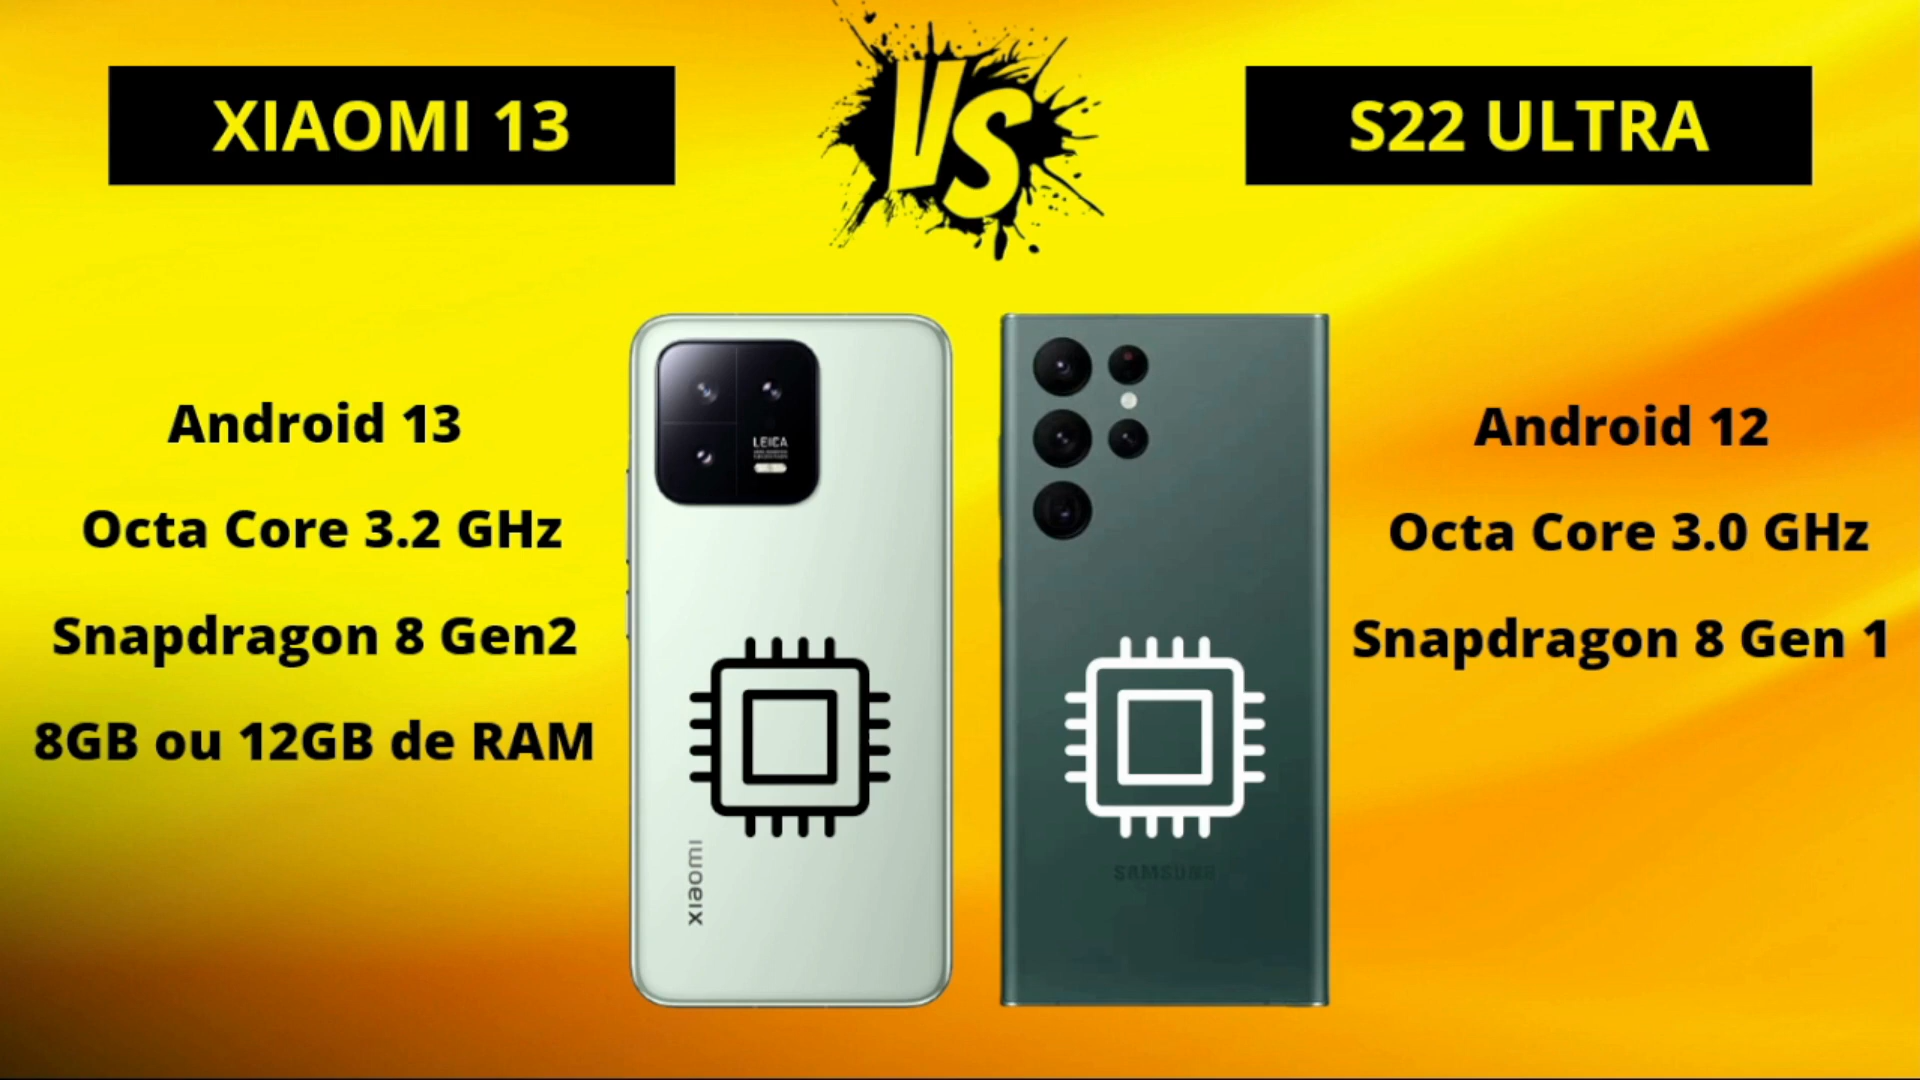 XIAOMI 13
VS
S22 ULTRA
Android 13
Octa Core 3.2 GHz
Snapdragon 8 Gen2
8GB ou 12GB de RAM
LEICA
xiaomi
SAMSUNG
Android 12
Octa Core 3.0 GHz
Snapdragon 8 Gen 1